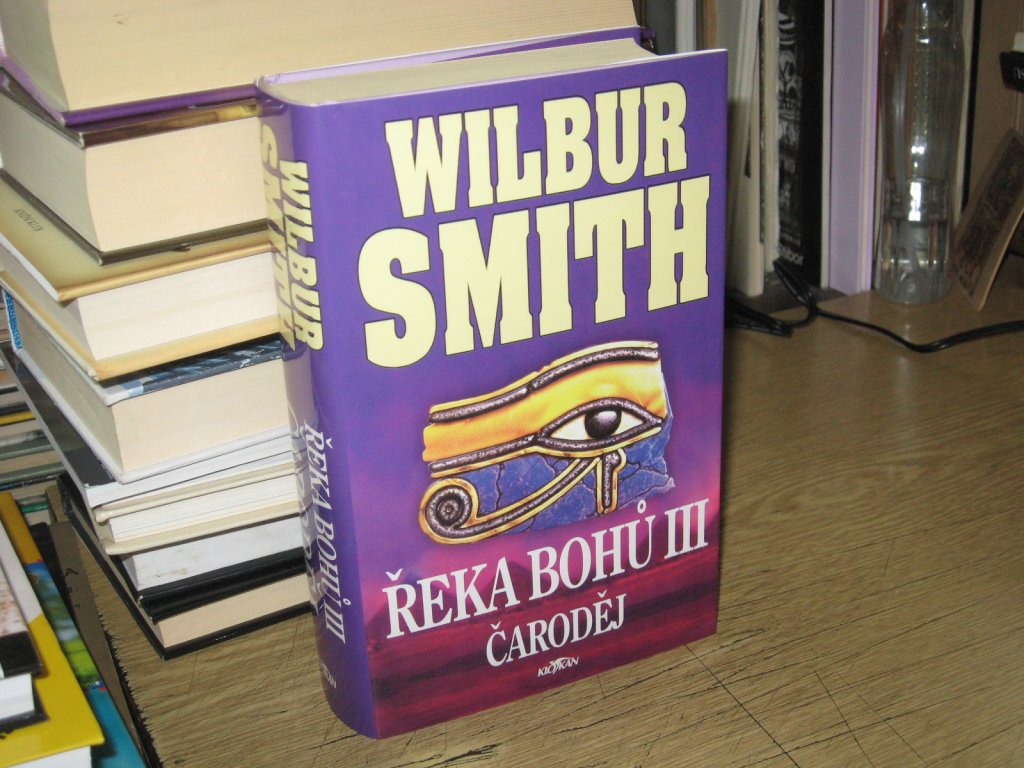 WILBUR
SMITH
ŘEKA BOHŮ III
ČARODĚJ
KLOKAN
WILBUR
SMITH
ŘEKA BOHŮ III